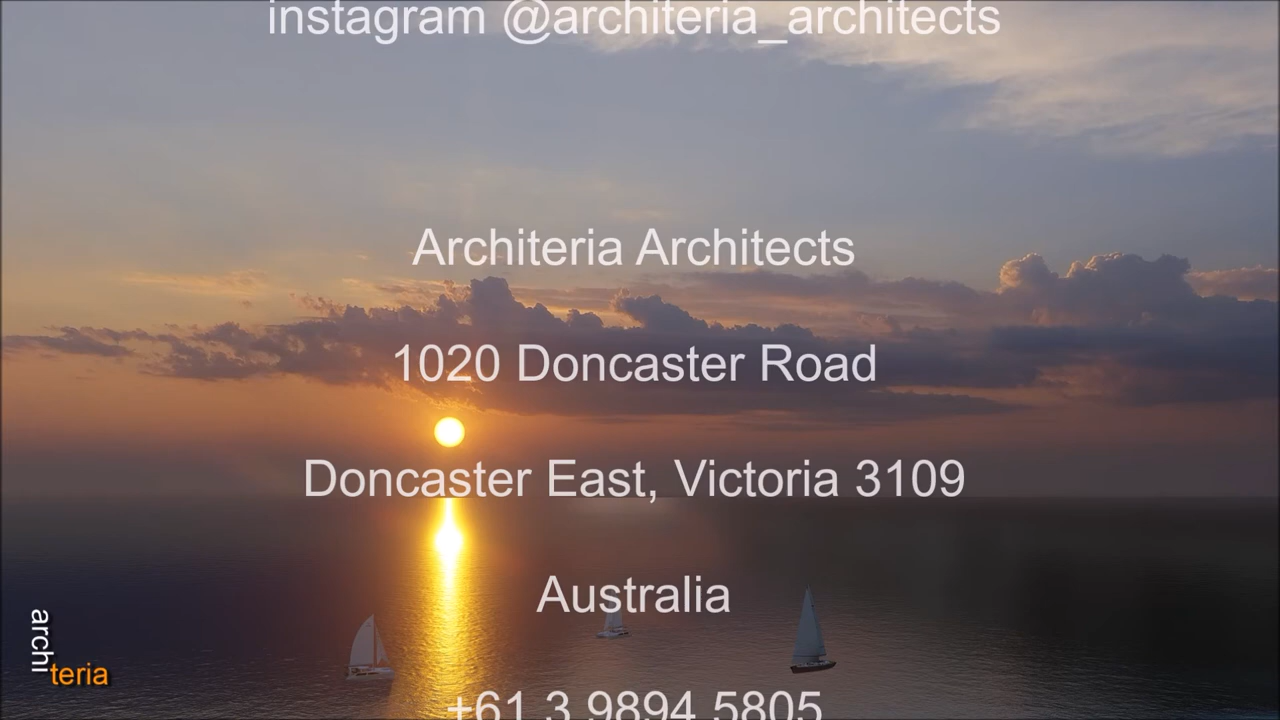 instagram @architeria_architects
Architeria Architects
1020 Doncaster Road
Doncaster East, Victoria 3109
Australia
+61 3 9894 5805
archi
teria